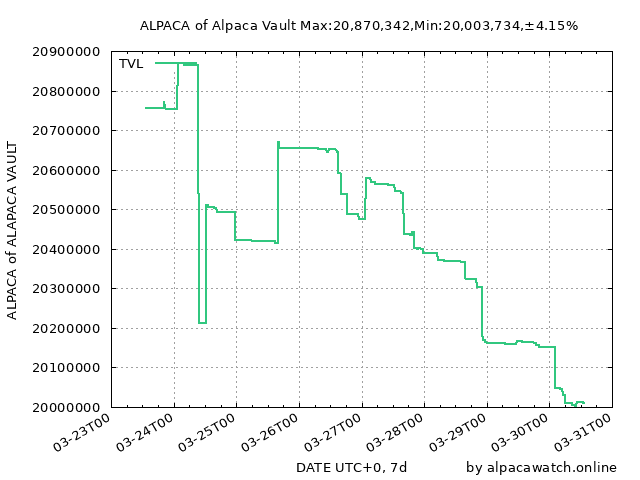 ALPACA of Alpaca Vault Max:20,870,342,Min:20,003,734,±4.15%
ALPACA of ALAPACA VAULT
TVL
20900000
20800000
20700000
20600000
20500000
20400000
20300000
20200000
20100000
20000000
03-23T00
03-24T00
03-25T00
03-26T00
03-27T00
03-28T00
03-29T00
03-30T00
03-31T00
DATE UTC+0, 7d
by alpacawatch.online